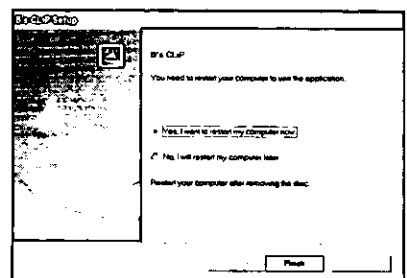 B's CLiP Setup
B's CLiP
You need to restart your computer to use the application.
Yes, I want to restart my computer now.
No, I will restart my computer later.
Restart your computer after removing the disc.
Finish